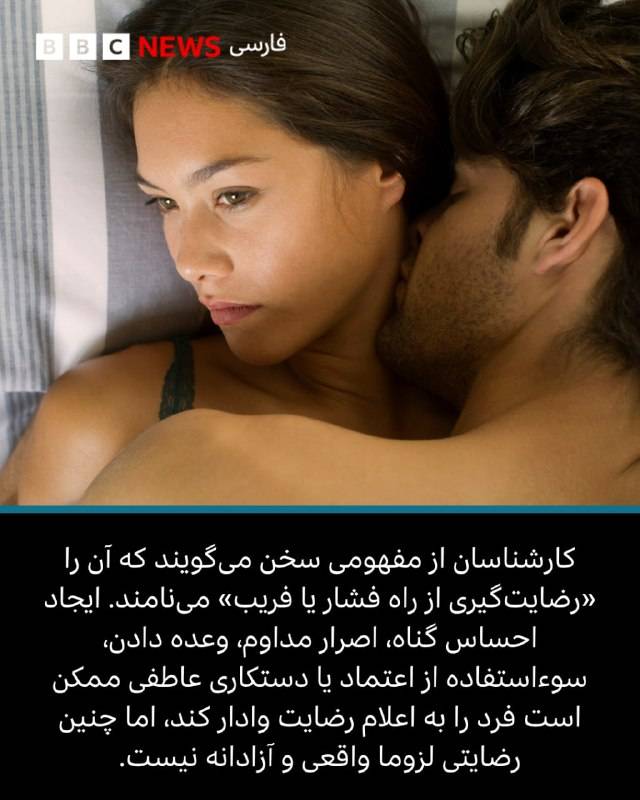 BBC NEWS فارسی
کارشناسان از مفهومی سخن می‌گویند که آن را
«رضایت‌گیری از راه فشار یا فریب» می‌نامند. ایجاد
احساس گناه، اصرار مداوم، وعده دادن،
سوءاستفاده از اعتماد یا دستکاری عاطفی ممکن
است فرد را به اعلام رضایت وادار کند، اما چنین
رضایتی لزوما واقعی و آزادانه نیست.